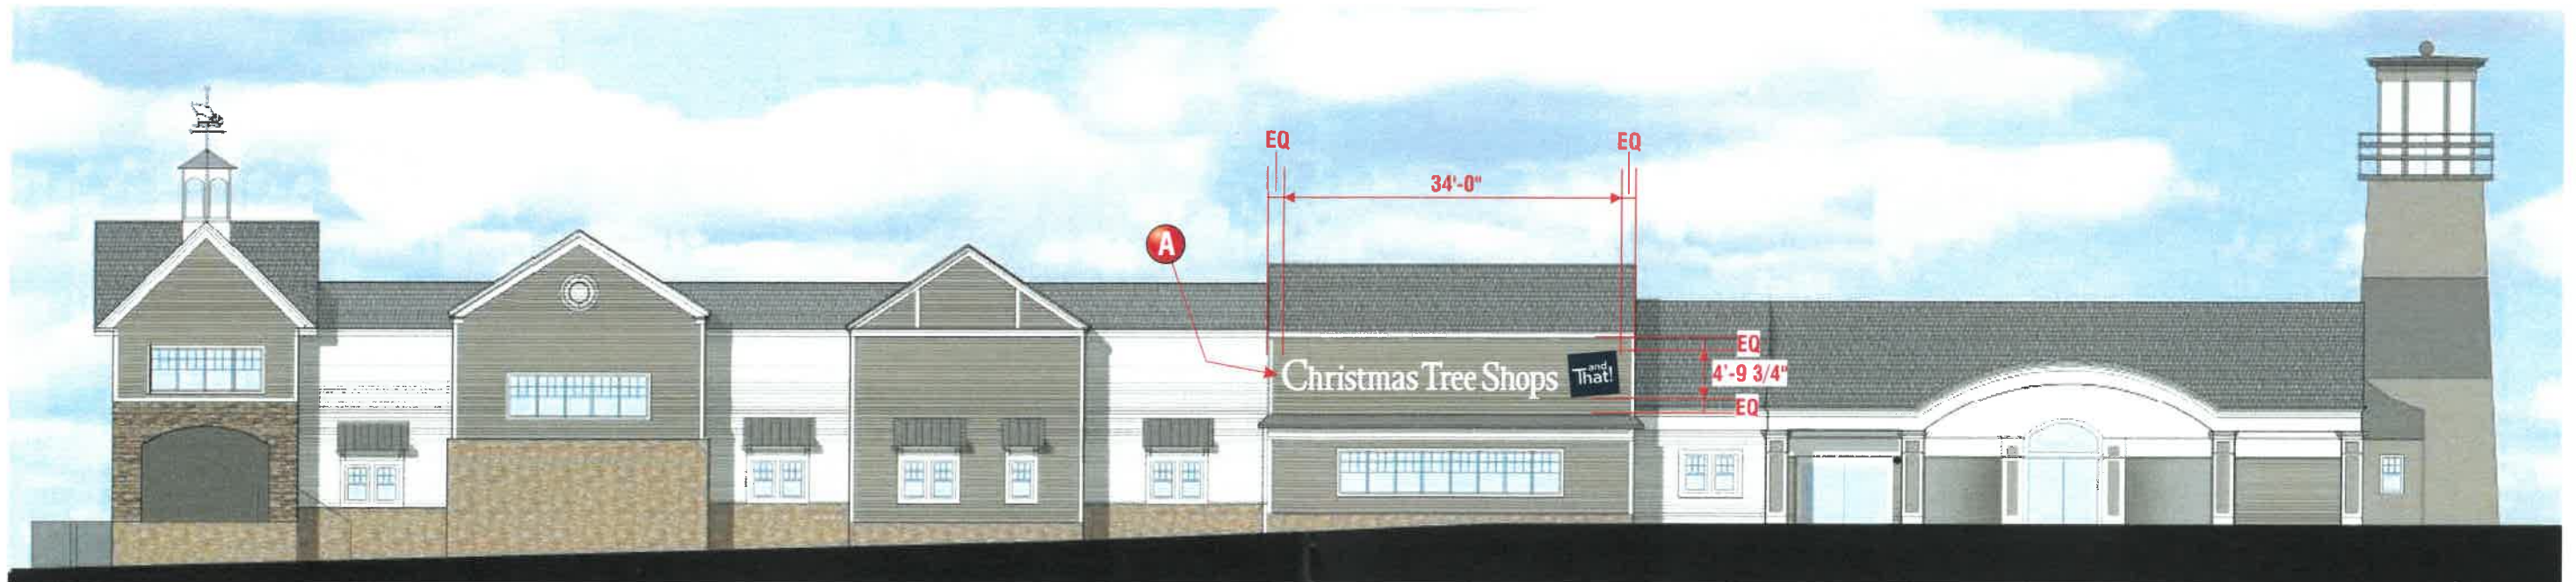 EQ
EQ
34'-0"
A
EQ
Christmas Tree Shops
and
That!
4'-9 3/4"
EQ